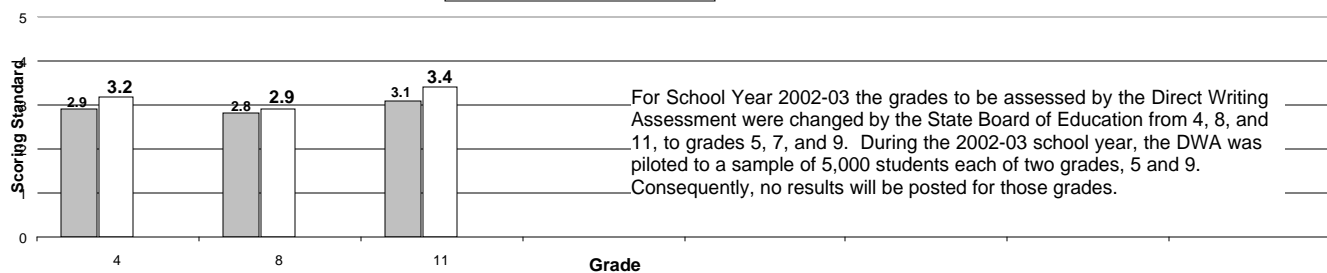 5
4
3
2
1
0
Scoring Standard
2.9
3.2
2.8
2.9
3.1
3.4
For School Year 2002-03 the grades to be assessed by the Direct Writing
Assessment were changed by the State Board of Education from 4, 8, and
11, to grades 5, 7, and 9. During the 2002-03 school year, the DWA was
piloted to a sample of 5,000 students each of two grades, 5 and 9.
Consequently, no results will be posted for those grades.
4
8
11
Grade